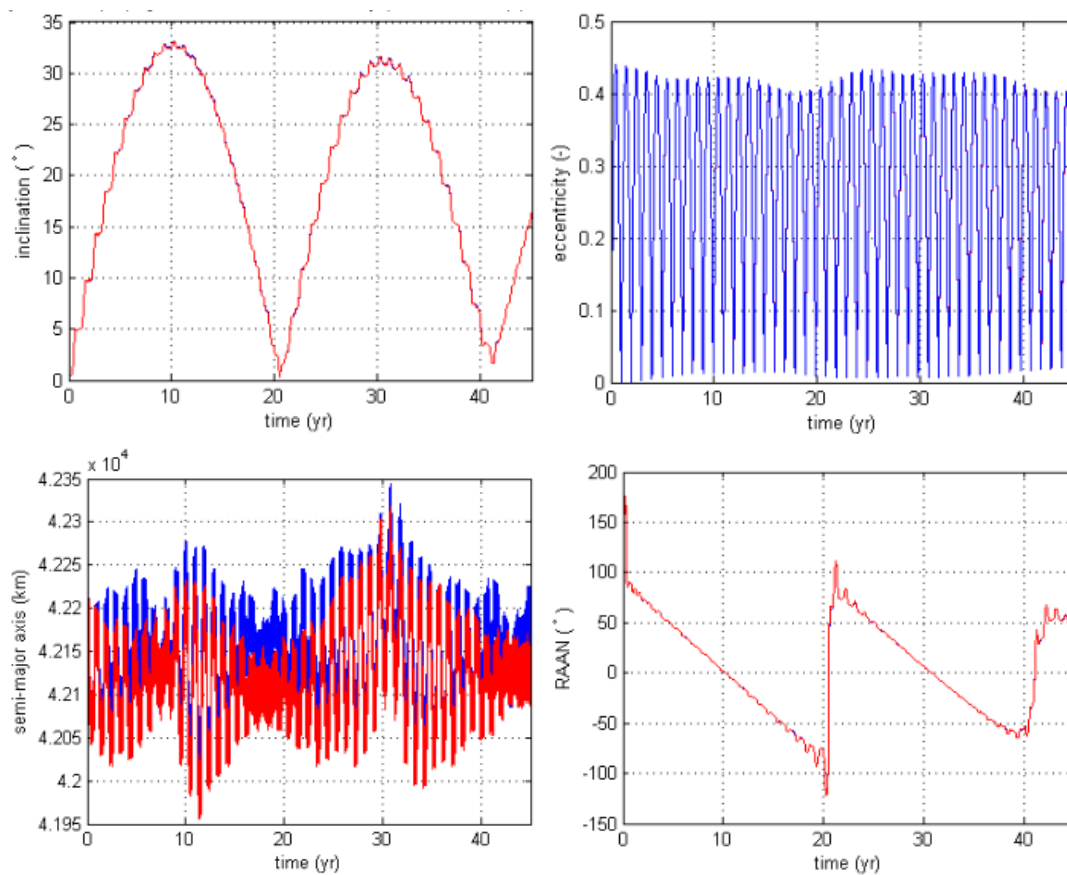 35
30
25
20
15
10
5
0
inclination (°)
0 10 20 30 40
time (yr)
0.5
0.4
0.3
0.2
0.1
0
eccentricity (-)
0 10 20 30 40
time (yr)
x 10^4
4.235
4.23
4.225
4.22
4.215
4.21
4.205
4.2
4.195
semi-major axis (km)
0 10 20 30 40
time (yr)
200
150
100
50
0
-50
-100
-150
RAAN (°)
0 10 20 30 40
time (yr)